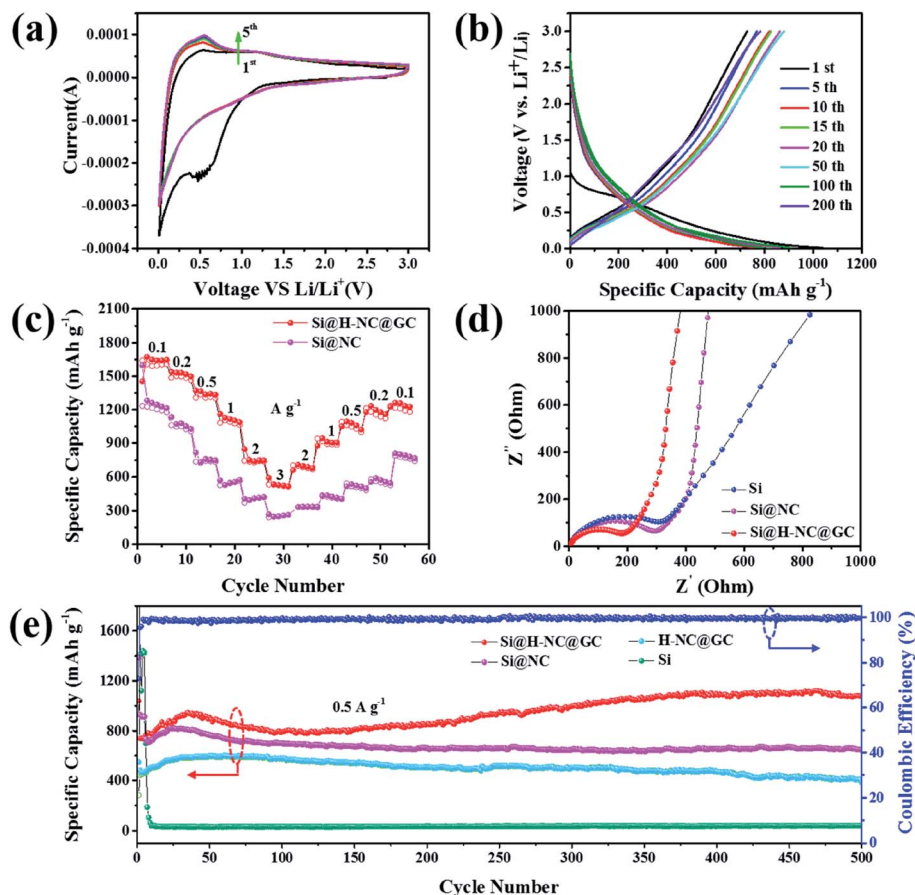 (a)
0.0001
0.0000
-0.0001
-0.0002
-0.0003
-0.0004
Current(A)
5th
1st
0.0 0.5 1.0 1.5 2.0 2.5 3.0
Voltage VS Li/Li+(V)
(b)
3.0
2.5
2.0
1.5
1.0
0.5
0.0
Voltage (V vs. Li+/Li)
1 st
5 th
10 th
15 th
20 th
50 th
100 th
200 th
0 200 400 600 800 1000 1200
Specific Capacity (mAh g-1)
(c)
2100
1800
1500
1200
900
600
300
0
Specific Capacity (mAh g-1)
Si@H-NC@GC
Si@NC
0.1
0.2
0.5
1
2
3
2
1
0.5
0.2
0.1
A g-1
0 10 20 30 40 50 60
Cycle Number
(d)
1000
800
600
400
200
0
Z'' (Ohm)
Si
Si@NC
Si@H-NC@GC
0 200 400 600 800 1000
Z' (Ohm)
(e)
1600
1200
800
400
0
Specific Capacity (mAh g-1)
Si@H-NC@GC
H-NC@GC
Si@NC
Si
0.5 A g-1
100
80
60
40
20
0
Coulombic Efficiency (%)
0 50 100 150 200 250 300 350 400 450 500
Cycle Number